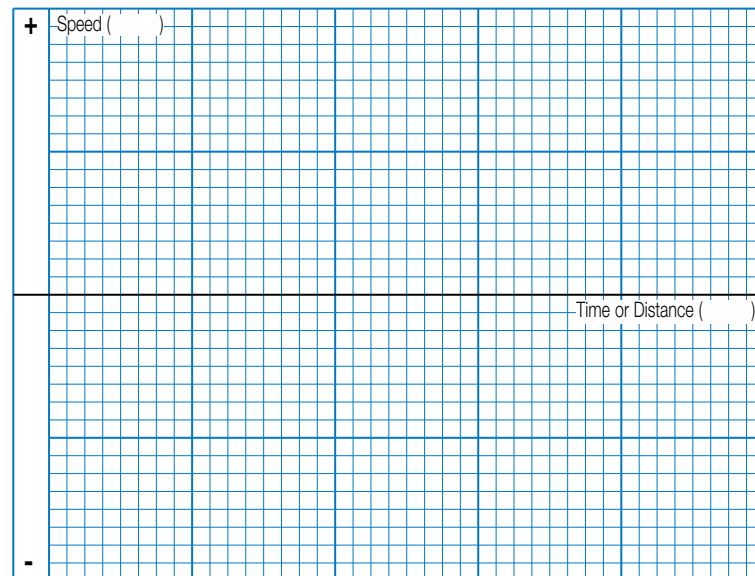 + Speed ( )
Time or Distance ( )
-